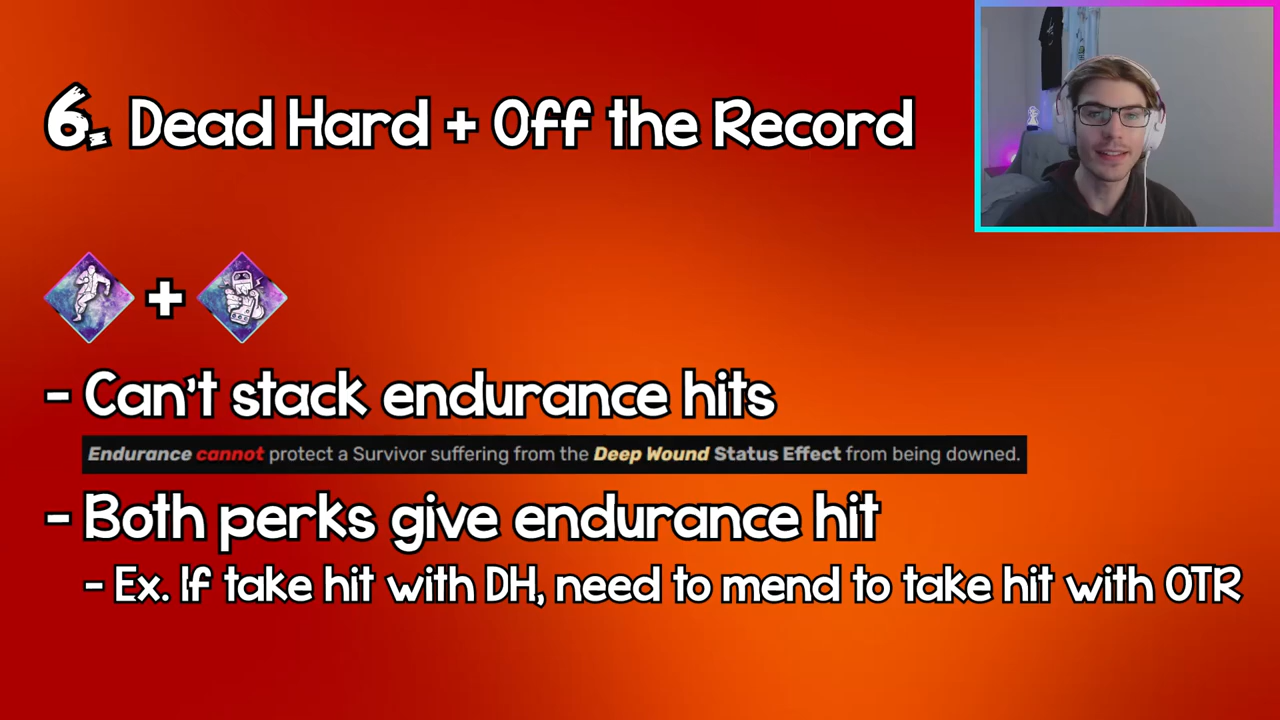 6. Dead Hard + Off the Record
+
- Can't stack endurance hits
Endurance cannot protect a Survivor suffering from the Deep Wound Status Effect from being downed.
- Both perks give endurance hit
- Ex. If take hit with DH, need to mend to take hit with OTR